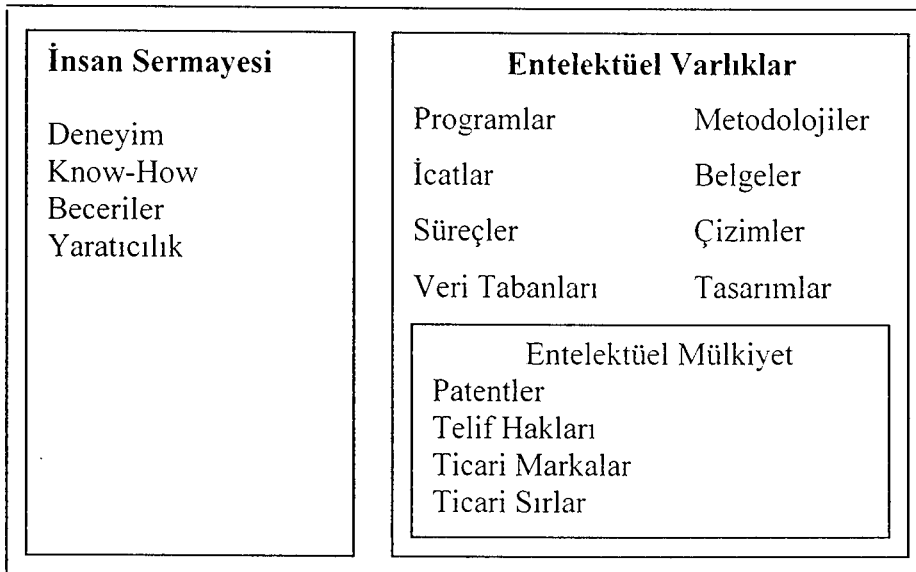 İnsan Sermayesi
Deneyim
Know-How
Beceriler
Yaratıcılık
Entelektüel Varlıklar
Programlar Metodolojiler
İcatlar Belgeler
Süreçler Çizimler
Veri Tabanları Tasarımlar
Entelektüel Mülkiyet
Patentler
Telif Hakları
Ticari Markalar
Ticari Sırlar